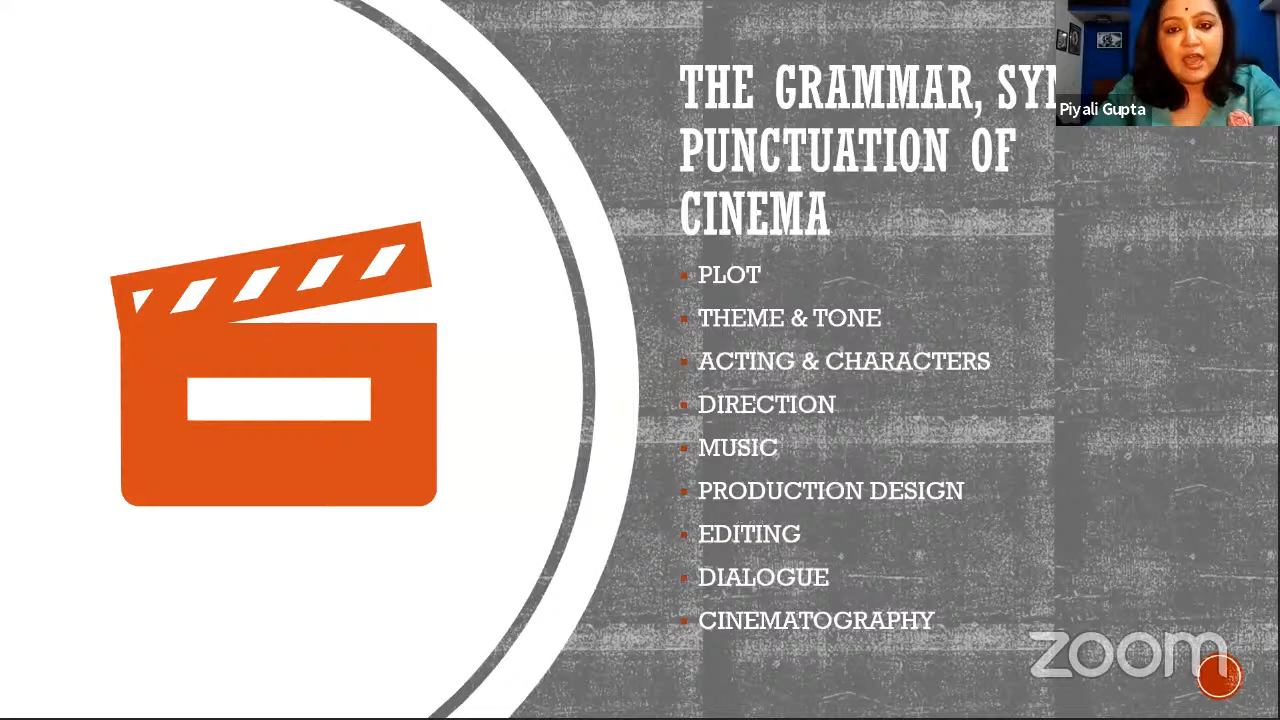 THE GRAMMAR,
PUNCTUATION OF
CINEMA
PLOT
THEME & TONE
ACTING & CHARACTERS
DIRECTION
MUSIC
PRODUCTION DESIGN
EDITING
DIALOGUE
CINEMATOGRAPHY
Piyali Gupta
zoom